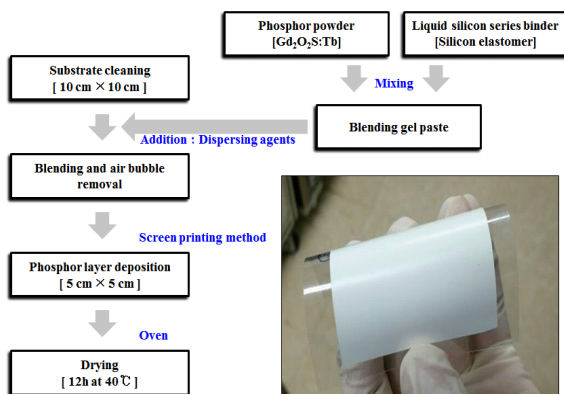 Phosphor powder
[Gd₂O₂S:Tb]
Liquid silicon series binder
[Silicon elastomer]
Substrate cleaning
[ 10 cm × 10 cm ]
Mixing
Blending gel paste
Addition : Dispersing agents
Blending and air bubble
removal
Screen printing method
Phosphor layer deposition
[ 5 cm × 5 cm ]
Oven
Drying
[ 12h at 40℃ ]